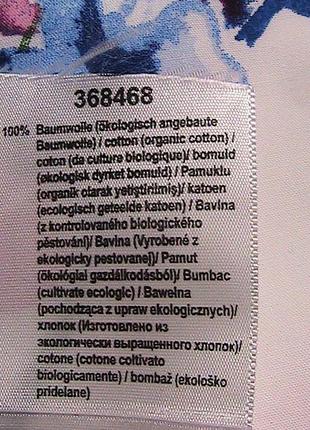 368468
100% Baumwolle (ökologisch angebaute
Baumwolle) / cotton (organic cotton) /
coton (da culture biologique)/ bomuld
(økologisk dyrket bomuld) / Pamuklu
(organik olarak yetiştirilmiş)/ katoen
(ecologisch geteelde katoen) / Bavlna
(z kontrolovaného biologického
pěstování)/ Bavlna (Vyrobené z
ekologicky pestovanej)/ Pamut
(ökológiai gazdálkodásból)/ Bumbac
(cultivate ecologic) / Bawełna
(pochodząca z upraw ekologicznych)/
хлопок (Изготовлено из
экологически выращенного хлопок)/
cotone (cotone coltivato
biologicamente) / bombaž (ekološko
pridelane)